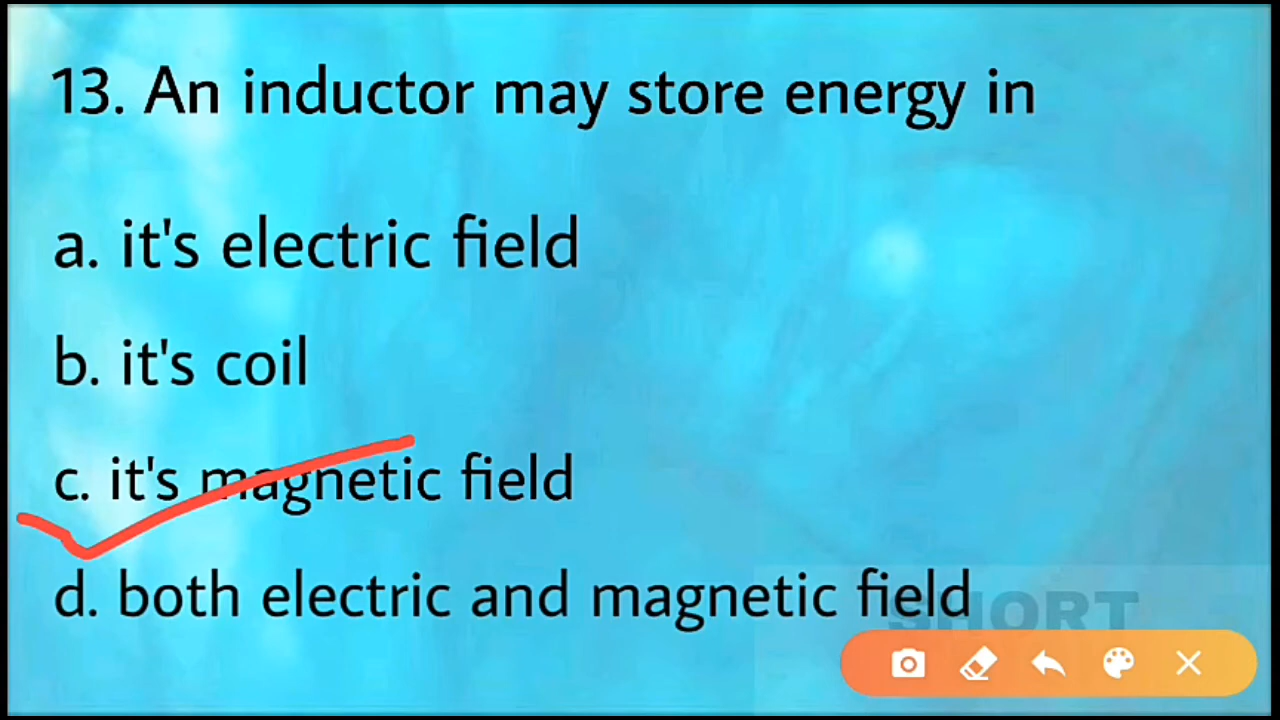 13. An inductor may store energy in
a. it's electric field
b. it's coil
c. it's magnetic field
d. both electric and magnetic field
SHORT